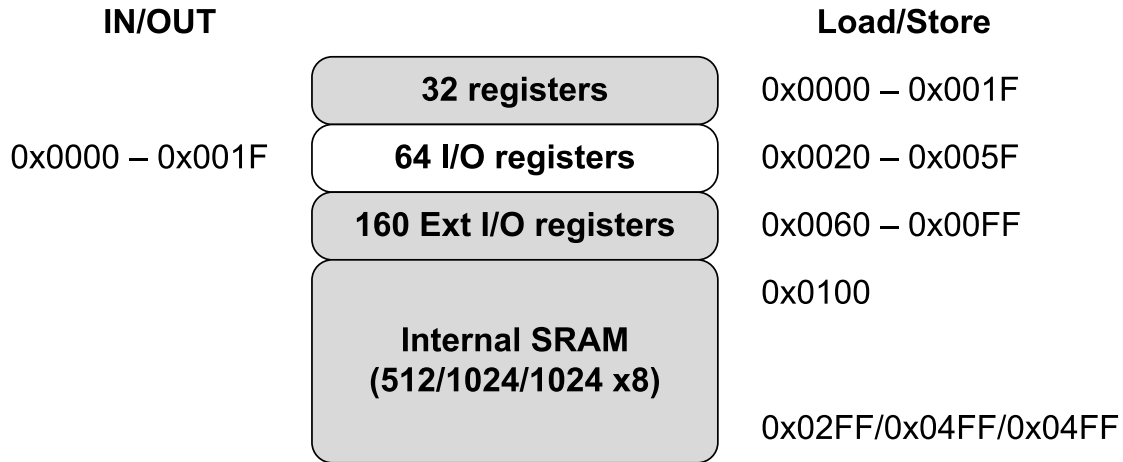 IN/OUT
Load/Store
32 registers
0x0000 – 0x001F
0x0000 – 0x001F
64 I/O registers
0x0020 – 0x005F
160 Ext I/O registers
0x0060 – 0x00FF
0x0100
Internal SRAM
(512/1024/1024 x8)
0x02FF/0x04FF/0x04FF